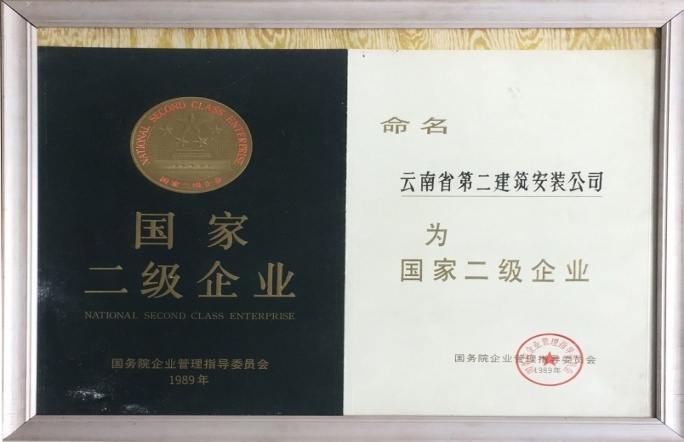 NATIONAL SECOND CLASS ENTERPRISE
国家二级企业
国家
二级企业
NATIONAL SECOND CLASS ENTERPRISE
国务院企业管理指导委员会
1989年
命名
云南省第二建筑安装公司
为
国家二级企业
国务院企业管理指导委员会
1989年